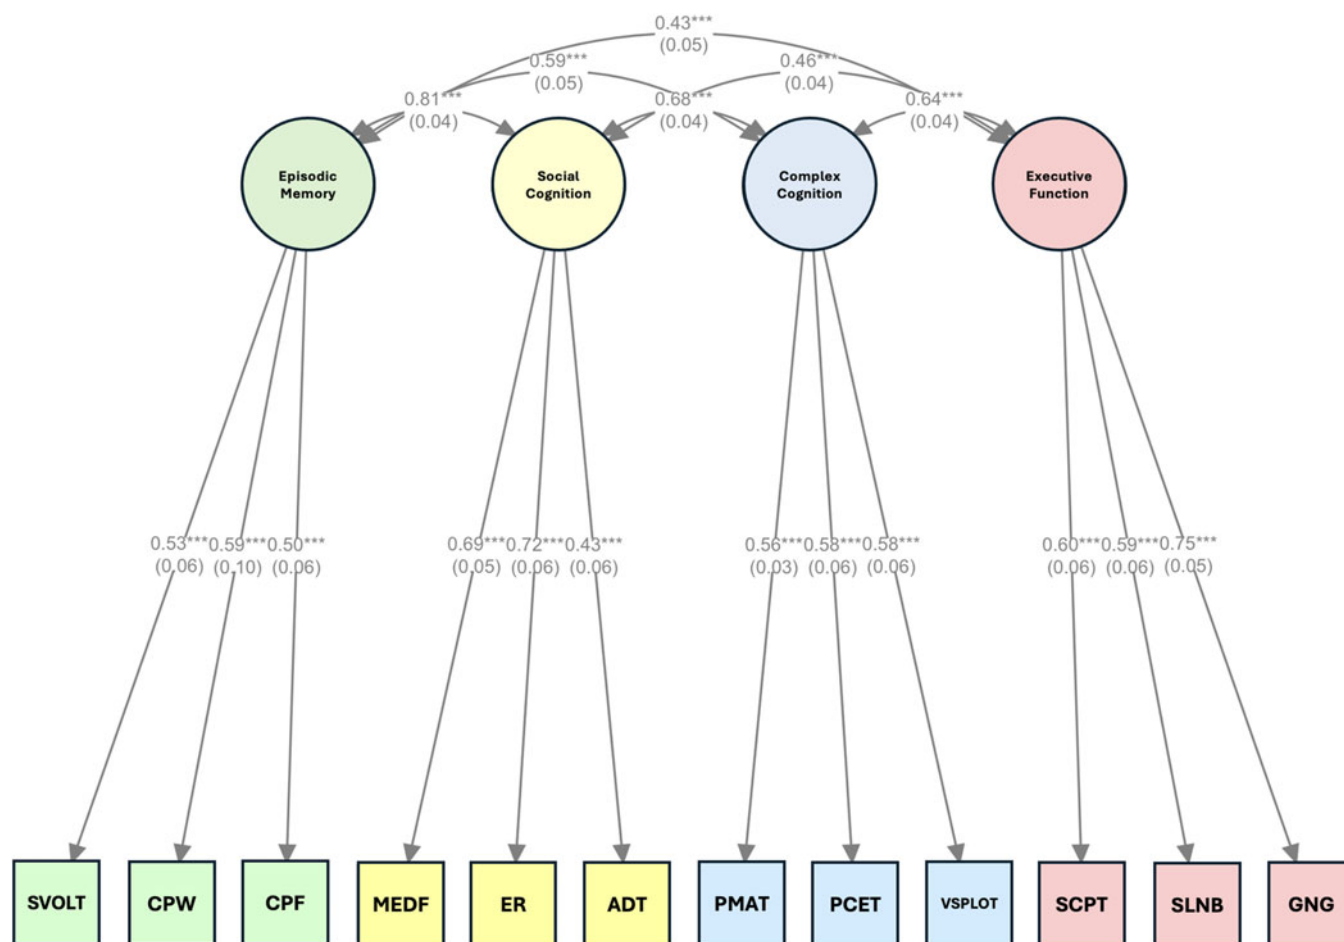 0.43***
(0.05)
0.59***
(0.05)
0.46***
(0.04)
0.81***
(0.04)
0.68***
(0.04)
0.64***
(0.04)
Episodic
Memory
Social
Cognition
Complex
Cognition
Executive
Function
0.53***
(0.06)
0.59***
(0.10)
0.50***
(0.06)
0.69***
(0.05)
0.72***
(0.06)
0.43***
(0.06)
0.56***
(0.03)
0.58***
(0.06)
0.58***
(0.06)
0.60***
(0.06)
0.59***
(0.06)
0.75***
(0.05)
SVOLT
CPW
CPF
MEDF
ER
ADT
PMAT
PCET
VSPLOT
SCPT
SLNB
GNG